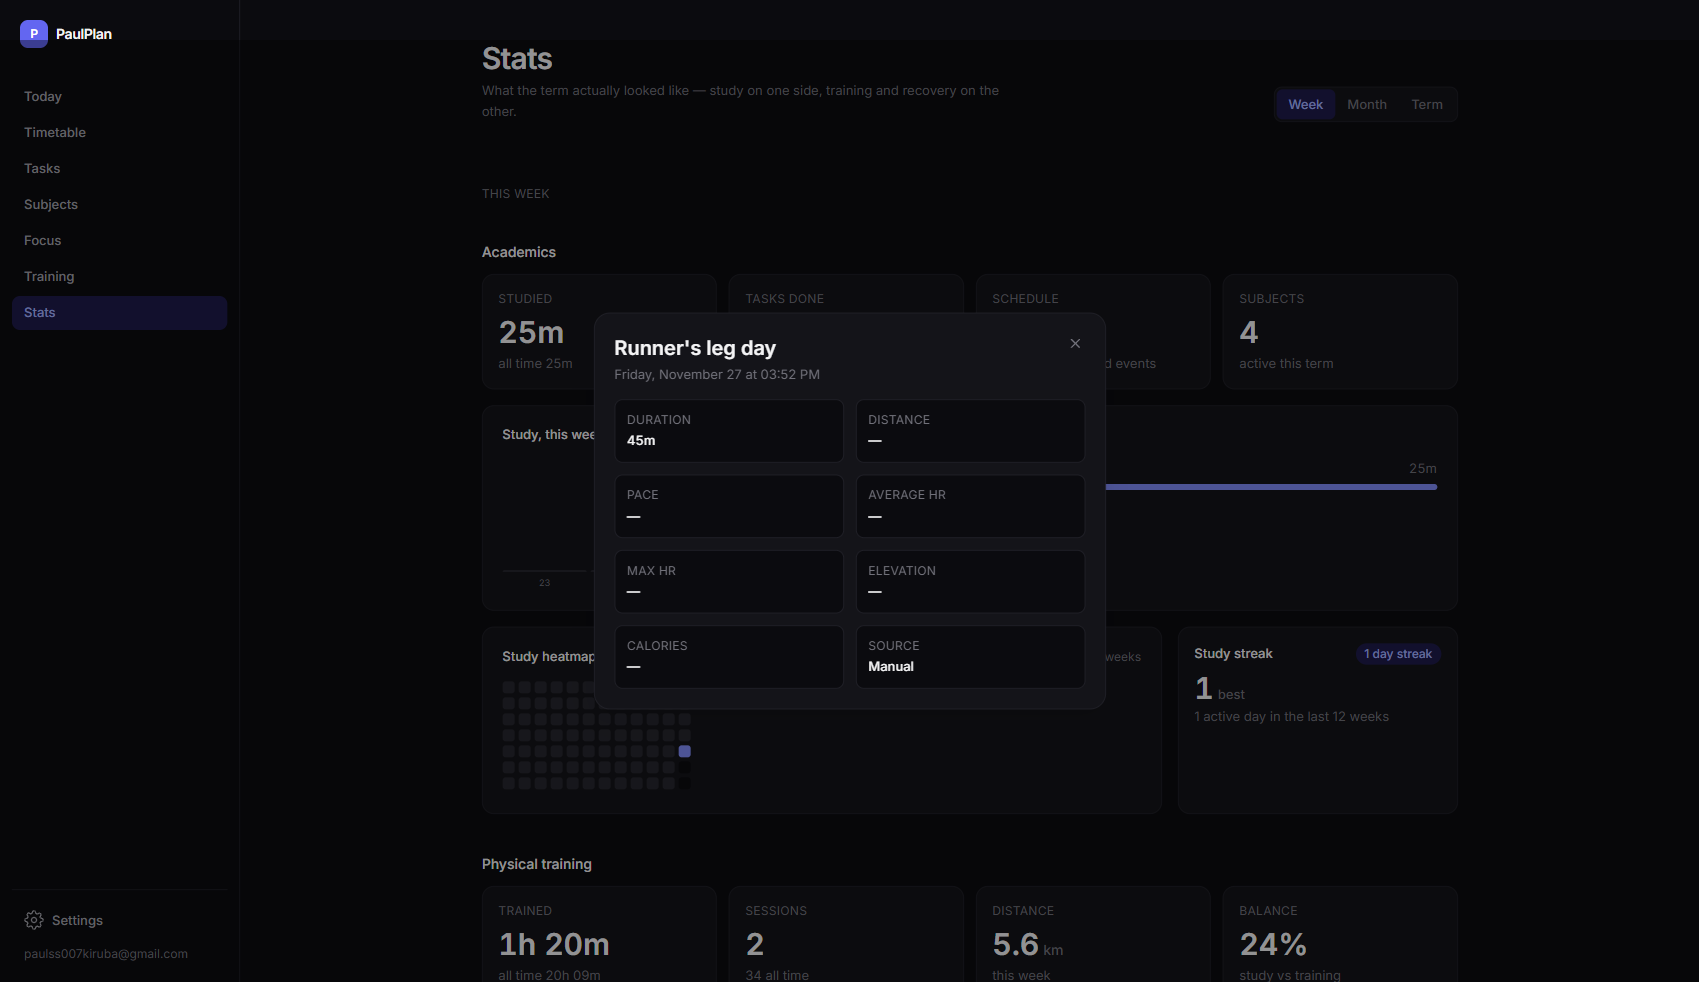 P
PaulPlan
Today
Timetable
Tasks
Subjects
Focus
Training
Stats
Settings
paulss007kiruba@gmail.com
Stats
What the term actually looked like — study on one side, training and recovery on the
other.
Week Month Term
THIS WEEK
Academics
STUDIED
25m
all time 25m
TASKS DONE
SCHEDULE
d events
SUBJECTS
4
active this term
Study, this wee
23
25m
Runner's leg day
Friday, November 27 at 03:52 PM
DURATION
45m
DISTANCE
—
PACE
—
AVERAGE HR
—
MAX HR
—
ELEVATION
—
CALORIES
—
SOURCE
Manual
Study heatmap
weeks
Study streak
1 day streak
1 best
1 active day in the last 12 weeks
Physical training
TRAINED
1h 20m
all time 20h 09m
SESSIONS
2
34 all time
DISTANCE
5.6 km
this week
BALANCE
24%
study vs training